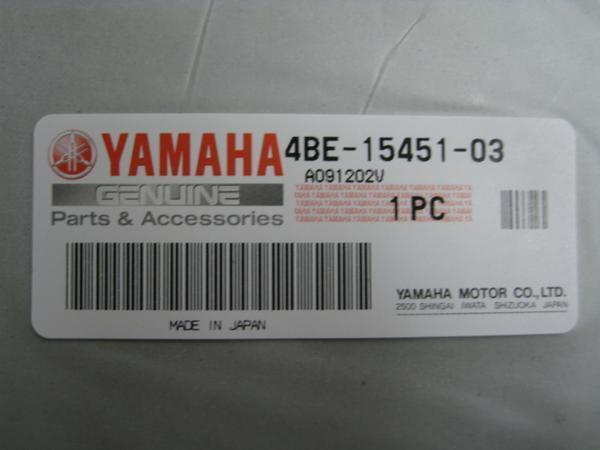 YAMAHA 4BE-15451-03
GENUINE A091202V
Parts & Accessories 1 PC
YAMAHA MOTOR CO., LTD.
2500 SHINGAI IWATA SHIZUOKA JAPAN
MADE IN JAPAN